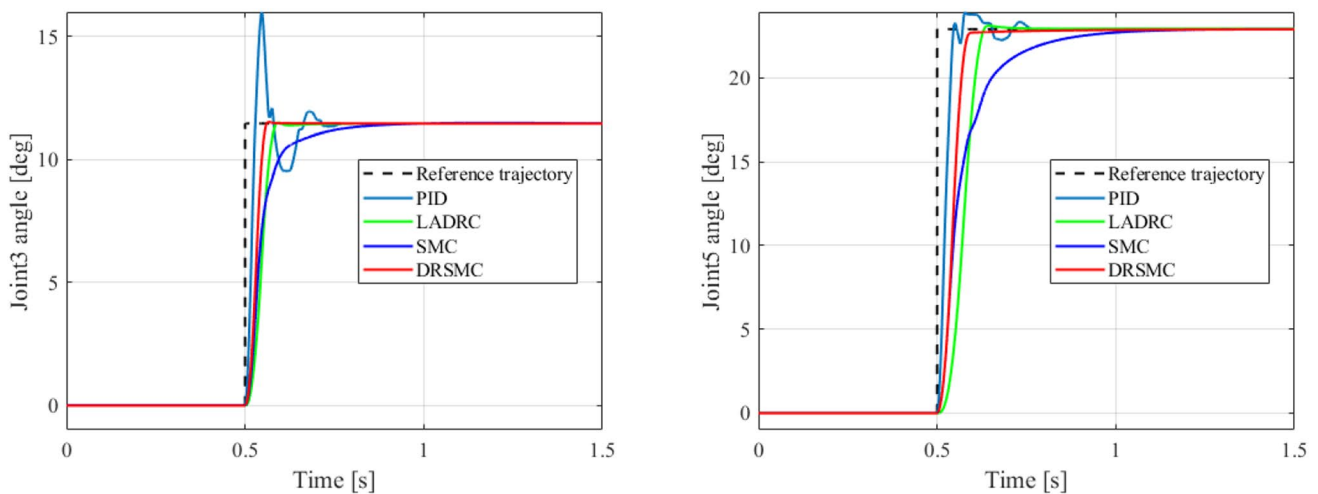 15
10
5
0
Joint3 angle [deg]
Reference trajectory
PID
LADRC
SMC
DRSMC
0
0.5
1
1.5
Time [s]
20
15
10
5
0
Joint5 angle [deg]
Reference trajectory
PID
LADRC
SMC
DRSMC
0
0.5
1
1.5
Time [s]